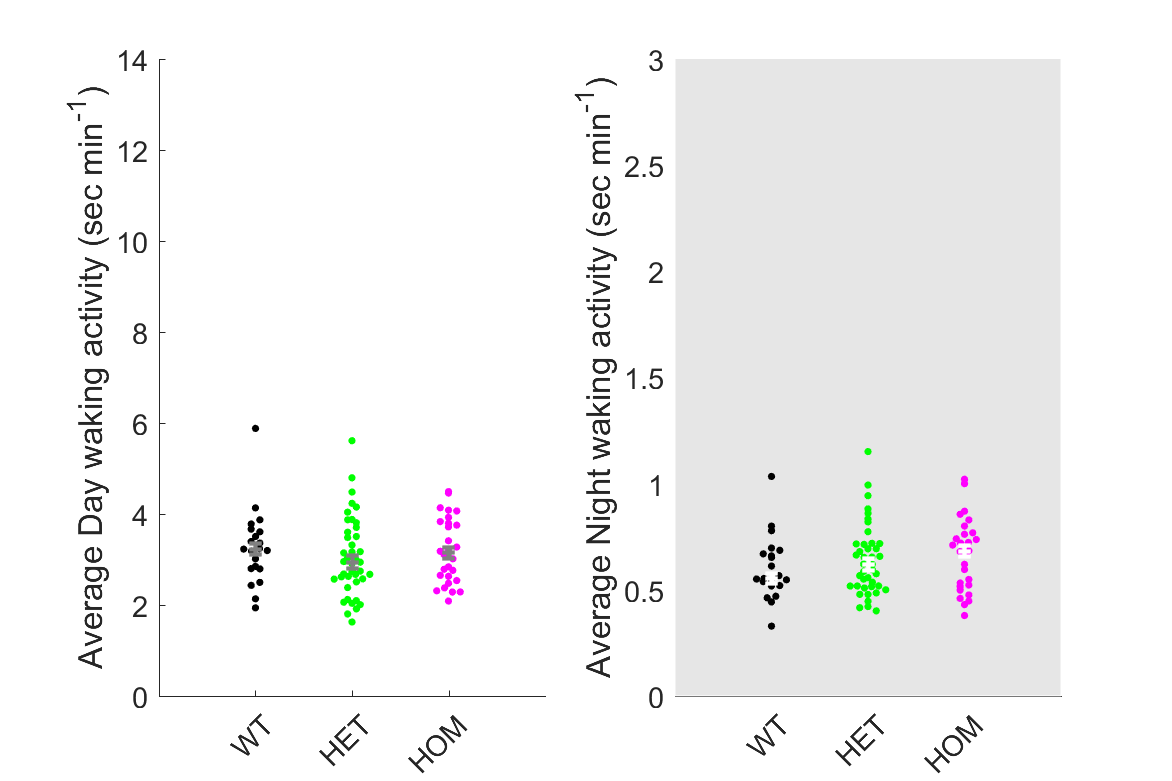 Average Day waking activity (sec min-1)
14
12
10
8
6
4
2
0
WT
HET
HOM
Average Night waking activity (sec min-1)
3
2.5
2
1.5
1
0.5
0
WT
HET
HOM